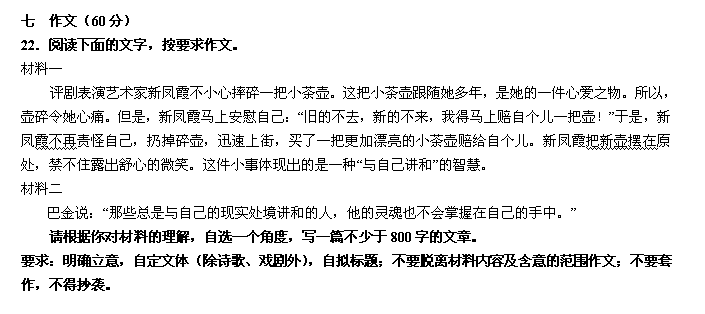 七 作文（60分）
22．阅读下面的文字，按要求作文。
材料一
评剧表演艺术家新凤霞不小心摔碎一把小茶壶。这把小茶壶跟随她多年，是她的一件心爱之物。所以，
壶碎令她心痛。但是，新凤霞马上安慰自己：“旧的不去，新的不来，我得马上赔自个儿一把壶！”于是，新
凤霞不再责怪自己，扔掉碎壶，迅速上街，买了一把更加漂亮的小茶壶赔给自个儿。新凤霞把新壶摆在原
处，禁不住露出舒心的微笑。这件小事体现出的是一种“与自己讲和”的智慧。
材料二
巴金说：“那些总是与自己的现实处境讲和的人，他的灵魂也不会掌握在自己的手中。”
请根据你对材料的理解，自选一个角度，写一篇不少于800字的文章。
要求：明确立意，自定文体（除诗歌、戏剧外），自拟标题；不要脱离材料内容及含意的范围作文；不要套
作，不得抄袭。